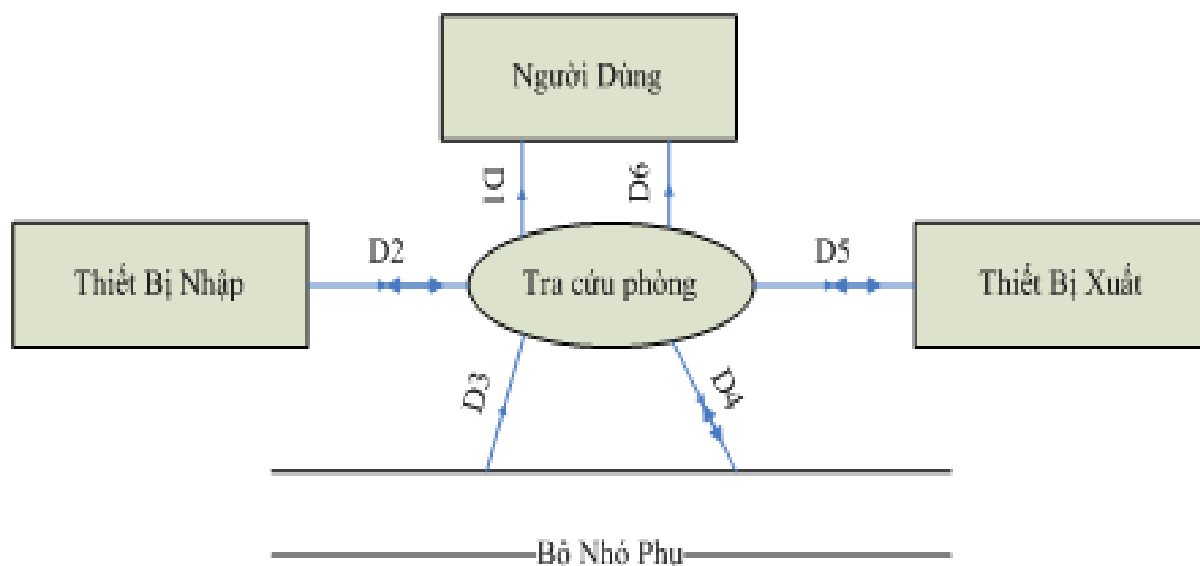 Người Dùng
D1
D6
Thiết Bị Nhập
D2
Tra cứu phòng
D5
Thiết Bị Xuất
D3
D4
Bộ Nhớ Phụ